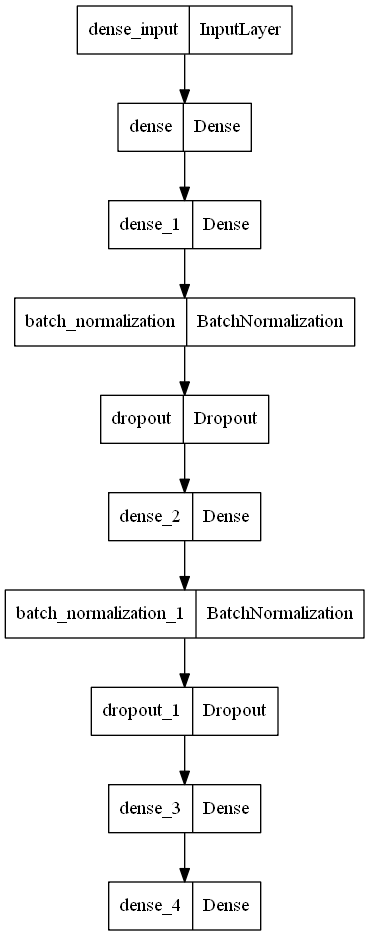 dense_input InputLayer
dense Dense
dense_1 Dense
batch_normalization BatchNormalization
dropout Dropout
dense_2 Dense
batch_normalization_1 BatchNormalization
dropout_1 Dropout
dense_3 Dense
dense_4 Dense